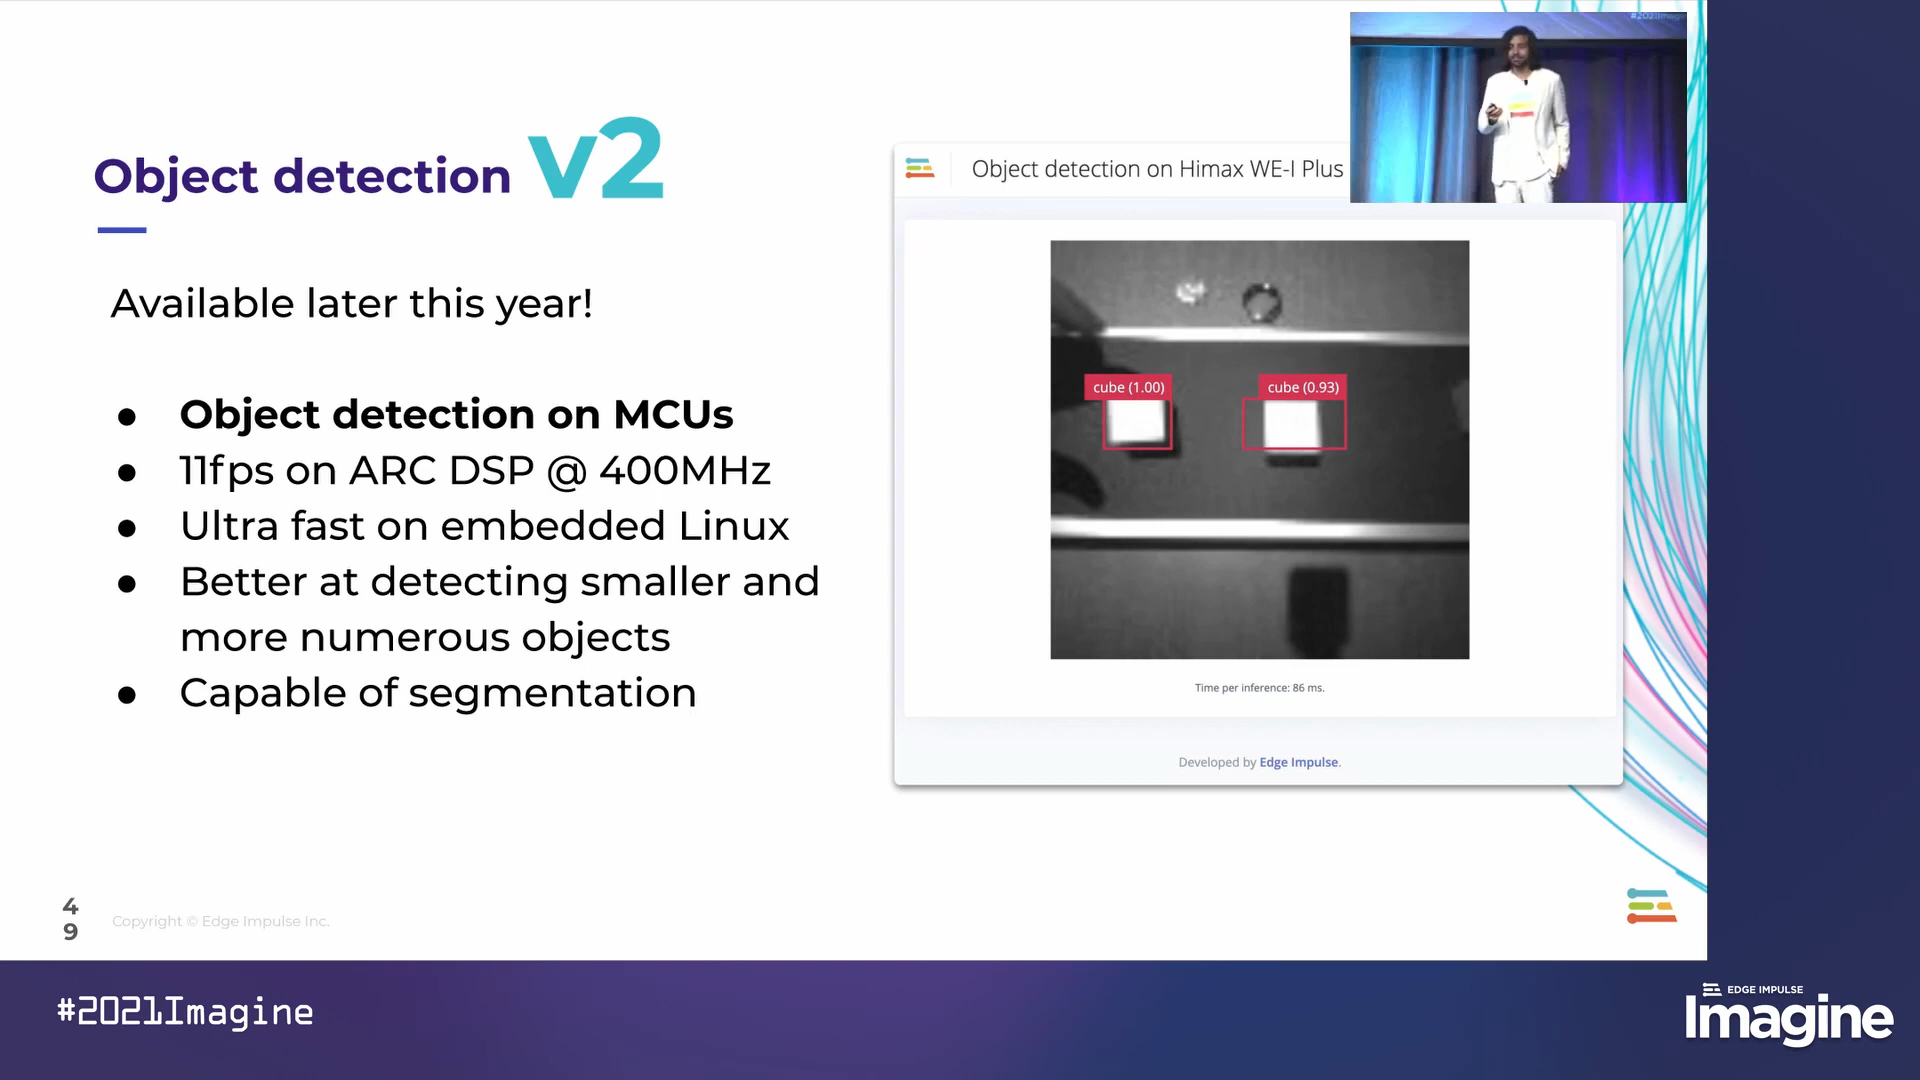 #2021Imag
Object detection v2
Available later this year!
● Object detection on MCUs
● 11fps on ARC DSP @ 400MHz
● Ultra fast on embedded Linux
● Better at detecting smaller and
more numerous objects
● Capable of segmentation
Object detection on Himax WE-I Plus
cube (1.00)
cube (0.93)
Time per inference: 86 ms.
Developed by Edge Impulse.
4
9
Copyright © Edge Impulse Inc.
#2021Imagine
EDGE IMPULSE
Imagine